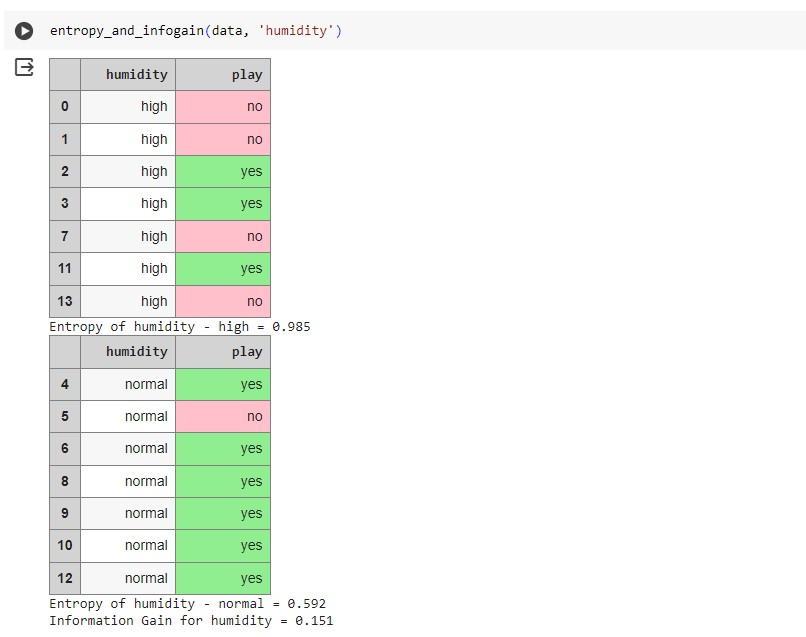 entropy_and_infogain(data, 'humidity')
humidity play
0 high no
1 high no
2 high yes
3 high yes
7 high no
11 high yes
13 high no
Entropy of humidity - high = 0.985
humidity play
4 normal yes
5 normal no
6 normal yes
8 normal yes
9 normal yes
10 normal yes
12 normal yes
Entropy of humidity - normal = 0.592
Information Gain for humidity = 0.151